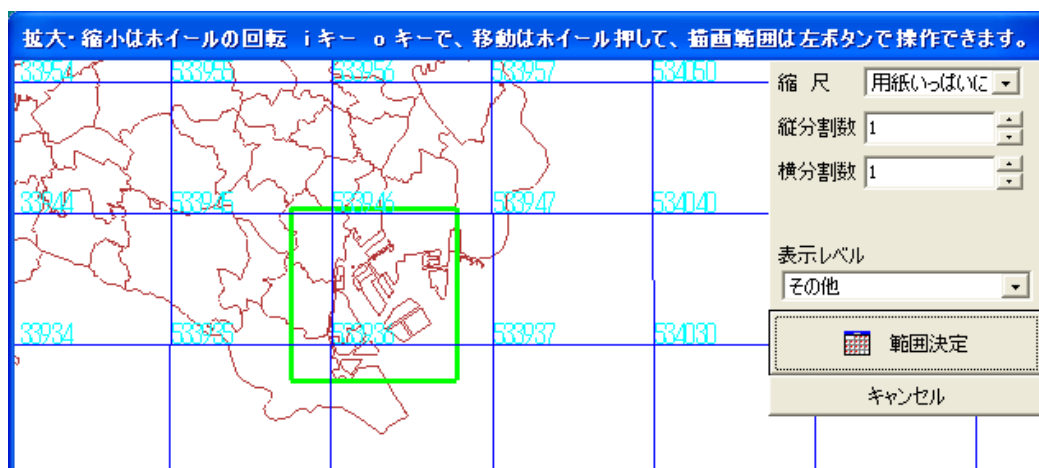 拡大・縮小はホイールの回転 iキー oキーで、移動はホイール押して、描画範囲は左ボタンで操作できます。
33954 533955 533956 533957 534050
縮 尺 用紙いっぱいに
縦分割数 1
横分割数 1
33944 533945 533946 533947 534040
表示レベル
その他
33934 533935 533936 533937 534030
範囲決定
キャンセル